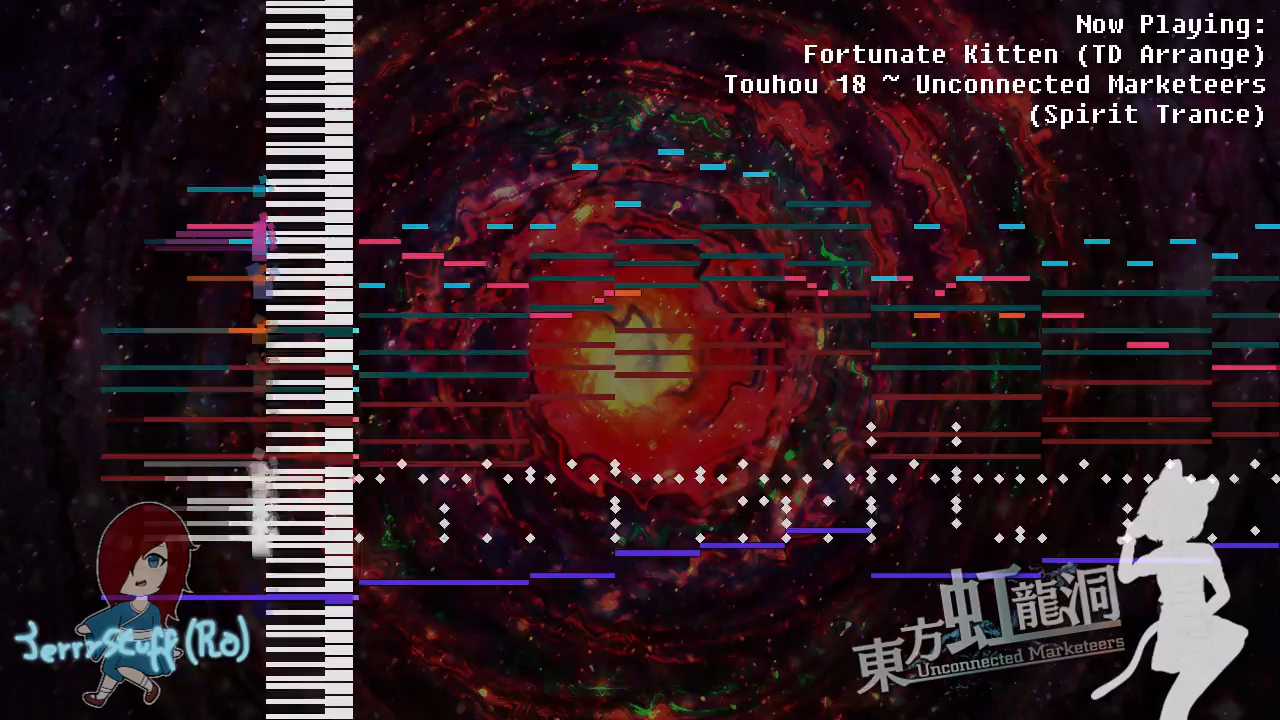 Now Playing:
Fortunate Kitten (TD Arrange)
Touhou 18 ~ Unconnected Marketeers
(Spirit Trance)
JerryStuff (Ro)
東方虹龍洞
Unconnected Marketeers